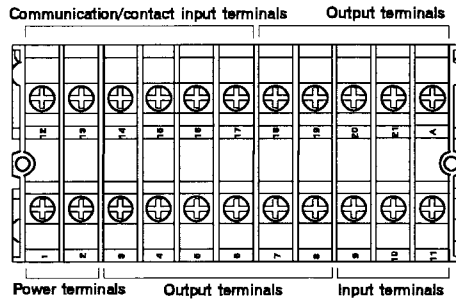 Communication/contact input terminals Output terminals
12 13 14 15 16 17 18 19 20 21 A
1 2 3 4 5 6 7 8 9 10 11
Power terminals Output terminals Input terminals